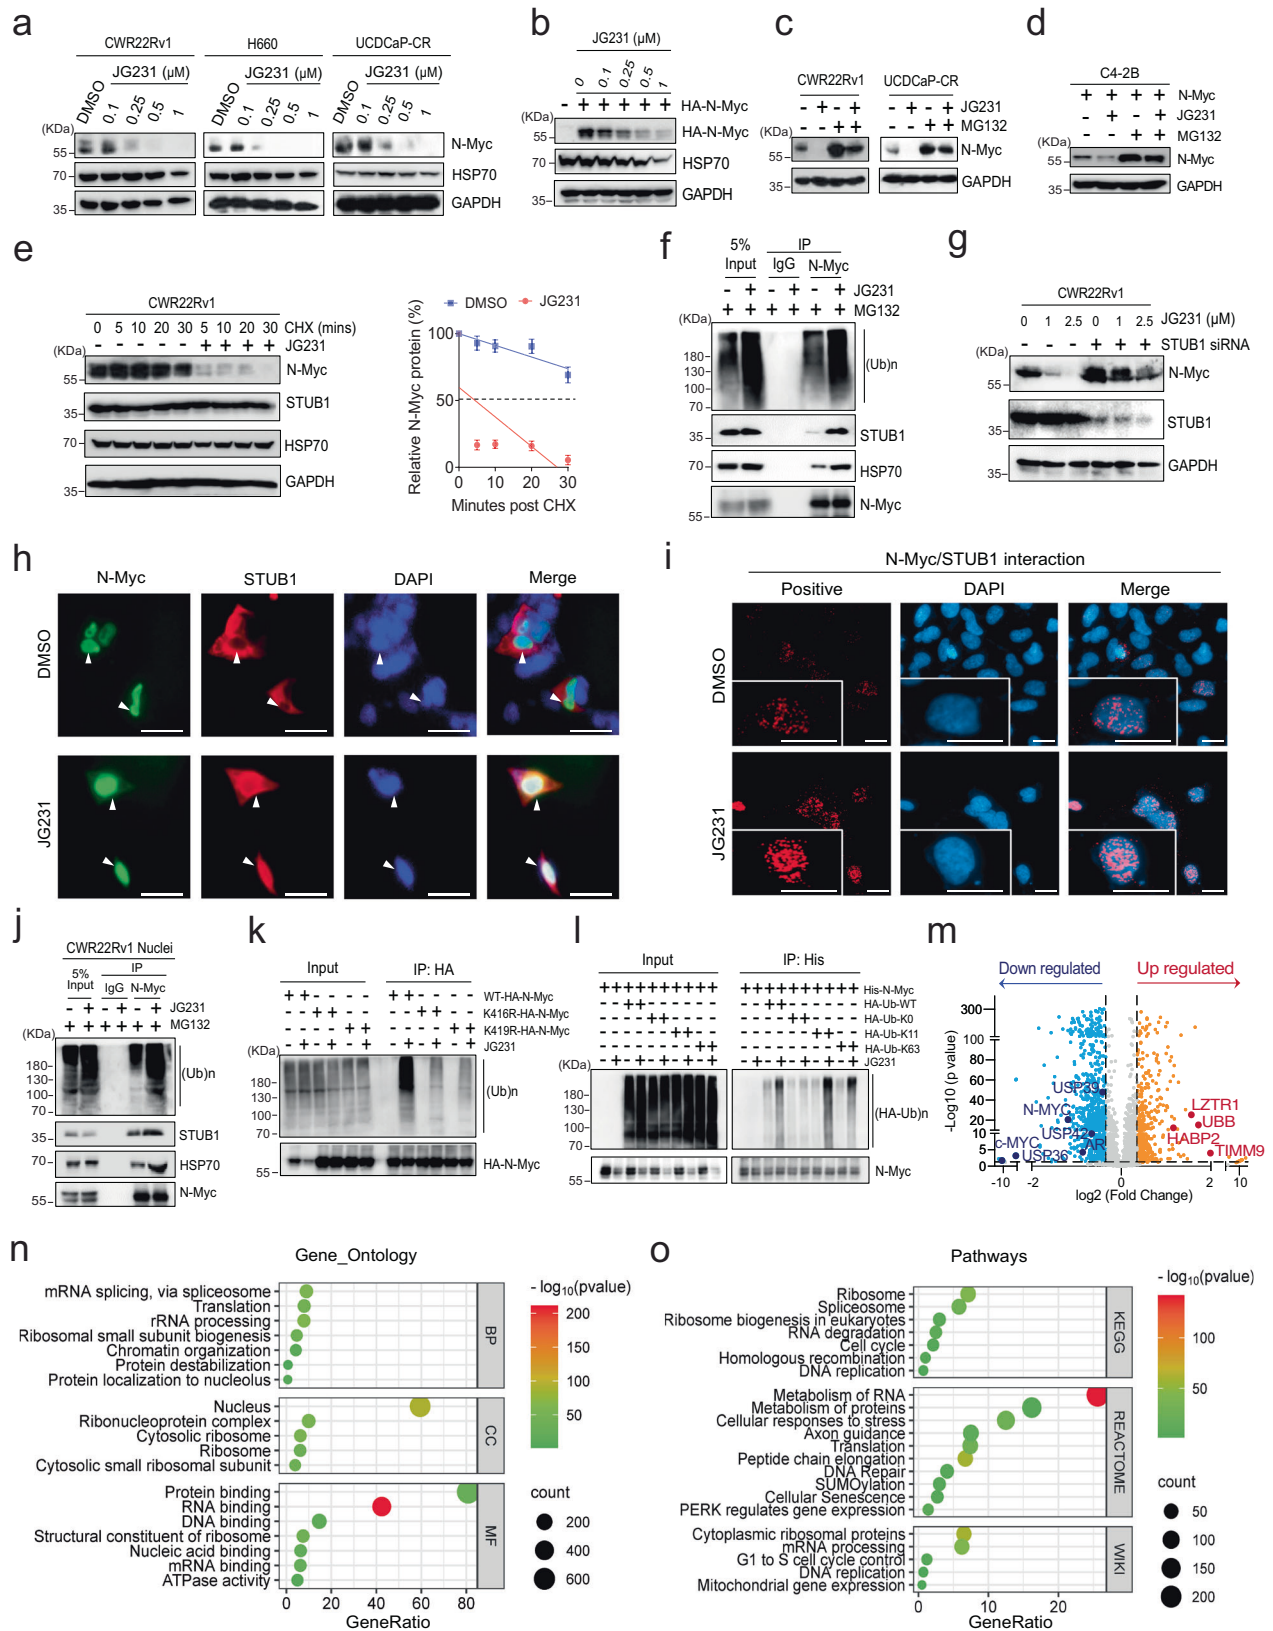 a
CWR22Rv1 H660 UCDCaP-CR
JG231 (µM) JG231 (µM) JG231 (µM)
DMSO 0.1 0.25 0.5 1 DMSO 0.1 0.25 0.5 1 DMSO 0.1 0.25 0.5 1
(KDa)
55 N-Myc
70 HSP70
35 GAPDH
b
JG231 (µM)
0 0.1 0.25 0.5 1
- + + + + + HA-N-Myc
(KDa)
55 HA-N-Myc
70 HSP70
35 GAPDH
c
CWR22Rv1 UCDCaP-CR
- + - + - + - + JG231
- - + + - - + + MG132
(KDa)
55 N-Myc
35 GAPDH
d
C4-2B
+ + + + N-Myc
- + - + JG231
- - + + MG132
(KDa)
55 N-Myc
35 GAPDH
e
CWR22Rv1
0 5 10 20 30 5 10 20 30 CHX (mins)
- - - - - + + + + JG231
(KDa)
55 N-Myc
35 STUB1
70 HSP70
35 GAPDH
DMSO JG231
Relative N-Myc protein (%)
100
50
0
0 10 20 30
Minutes post CHX
f
5% Input IP
IgG N-Myc
- + - + - + JG231
+ + + + + + MG132
(KDa)
180
130
100
70
(Ub)n
35 STUB1
70 HSP70
55 N-Myc
g
CWR22Rv1
0 1 2.5 0 1 2.5 JG231 (µM)
- - - + + + STUB1 siRNA
(KDa)
55 N-Myc
35 STUB1
35 GAPDH
h
N-Myc STUB1 DAPI Merge
DMSO
JG231
i
N-Myc/STUB1 interaction
Positive DAPI Merge
DMSO
JG231
j
CWR22Rv1 Nuclei
5% Input IP
IgG N-Myc
- + - + - + JG231
+ + + + + + MG132
(KDa)
180
130
100
70
(Ub)n
35 STUB1
70 HSP70
55 N-Myc
k
Input IP: HA
+ + - - - - + + - - - - WT-HA-N-Myc
- - + + - - - - + + - - K416R-HA-N-Myc
- - - - + + - - - - + + K419R-HA-N-Myc
- + - + - + - + - + - + JG231
(KDa)
180
130
100
70
(Ub)n
55 HA-N-Myc
l
Input IP: His
+ + + + + + + + + + + + + + + + + + + + His-N-Myc
HA-Ub-WT
HA-Ub-K0
HA-Ub-K11
HA-Ub-K63
JG231
(KDa)
180
130
100
70
(HA-Ub)n
55 N-Myc
m
Down regulated Up regulated
-Log10 (p value)
300
100
80
60
40
20
10
5
0
USP39
N-MYC
USP42
c-MYC
AR
USP36
LZTR1
UBB
HABP2
TIMM9
-10 -2 0 2 10
log2 (Fold Change)
n
Gene_Ontology
mRNA splicing, via spliceosome
Translation
rRNA processing
Ribosomal small subunit biogenesis
Chromatin organization
Protein destabilization
Protein localization to nucleolus
BP
Nucleus
Ribonucleoprotein complex
Cytosolic ribosome
Ribosome
Cytosolic small ribosomal subunit
CC
Protein binding
RNA binding
DNA binding
Structural constituent of ribosome
Nucleic acid binding
mRNA binding
ATPase activity
MF
0 20 40 60 80
GeneRatio
- log10(pvalue)
200
150
100
50
count
200
400
600
o
Pathways
Ribosome
Spliceosome
Ribosome biogenesis in eukaryotes
RNA degradation
Cell cycle
Homologous recombination
DNA replication
KEGG
Metabolism of RNA
Metabolism of proteins
Cellular responses to stress
Axon guidance
Translation
Peptide chain elongation
DNA Repair
SUMOylation
Cellular Senescence
PERK regulates gene expression
REACTOME
Cytoplasmic ribosomal proteins
mRNA processing
G1 to S cell cycle control
DNA replication
Mitochondrial gene expression
WIKI
0 10 20
GeneRatio
- log10(pvalue)
100
50
count
50
100
150
200